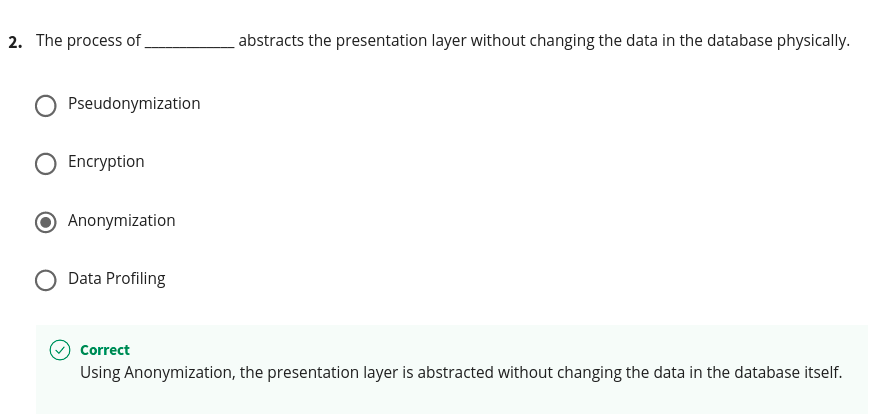 2. The process of ____________ abstracts the presentation layer without changing the data in the database physically.
Pseudonymization
Encryption
Anonymization
Data Profiling
Correct
Using Anonymization, the presentation layer is abstracted without changing the data in the database itself.